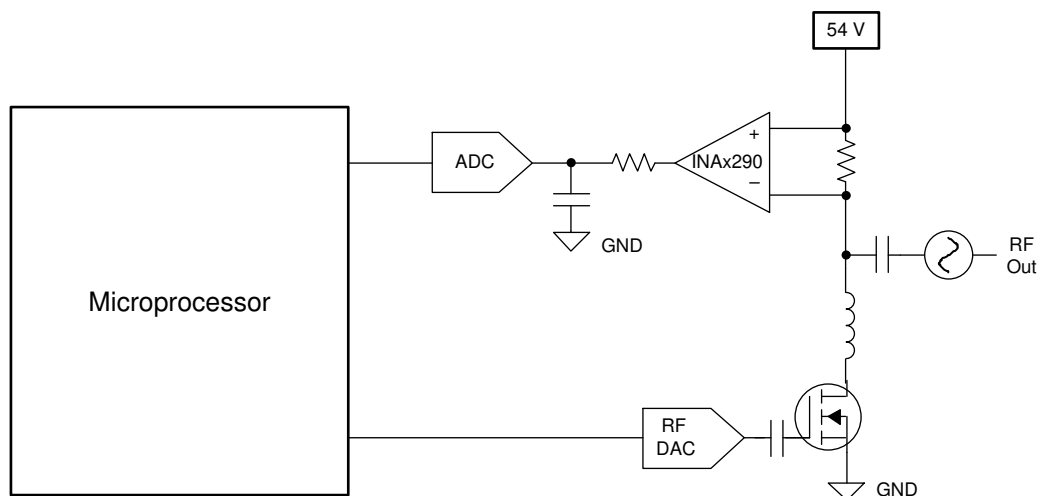 54 V
ADC
+
INAx290
−
GND
RF
Out
Microprocessor
RF
DAC
GND